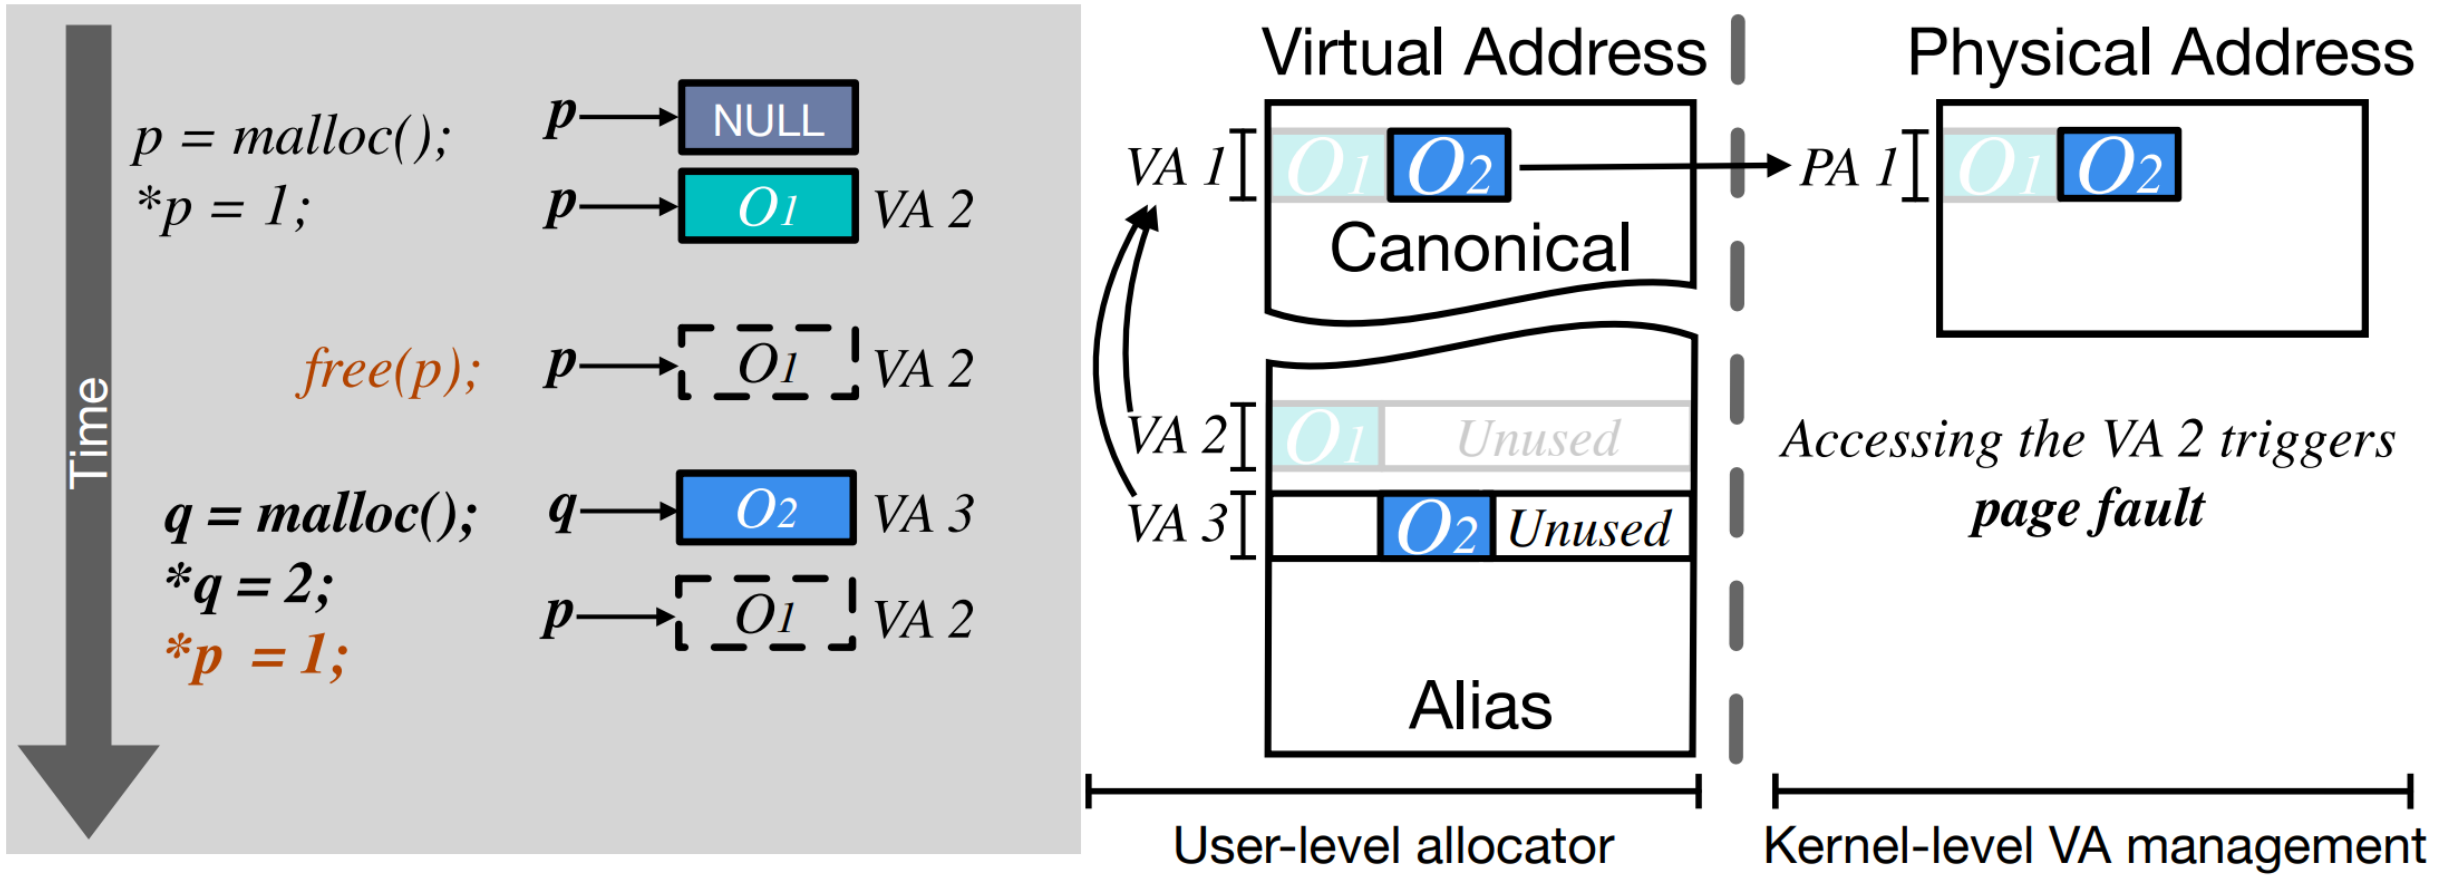 Time
p = malloc();
*p = 1;
free(p);
q = malloc();
*q = 2;
*p = 1;
p NULL
p O1 VA 2
p O1 VA 2
q O2 VA 3
p O1 VA 2
Virtual Address
VA 1 O1 O2
Canonical
VA 2 O1 Unused
VA 3 O2 Unused
Alias
User-level allocator
Physical Address
PA 1 O1 O2
Accessing the VA 2 triggers
page fault
Kernel-level VA management